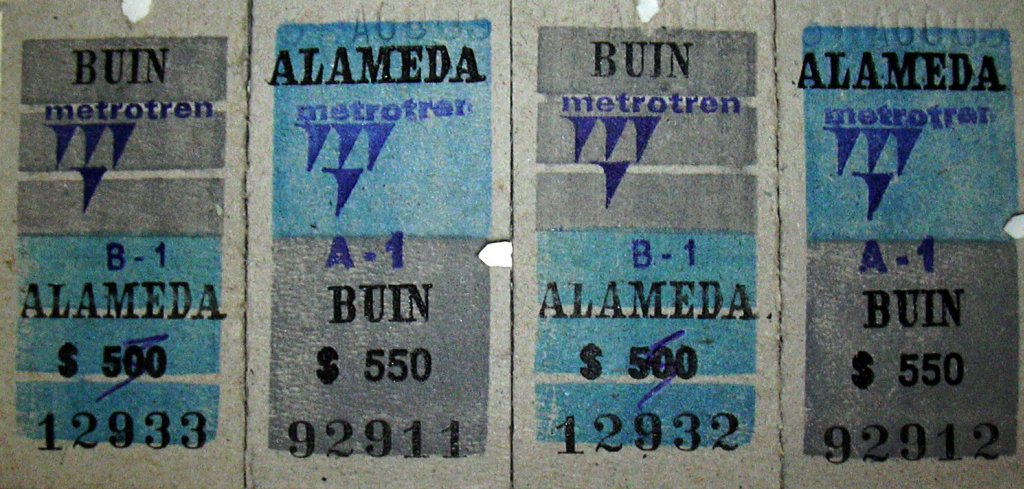 BUIN
metrotren
B-1
ALAMEDA
$ 500
12933
ALAMEDA
metrotren
A-1
BUIN
$ 550
92911
BUIN
metrotren
B-1
ALAMEDA
$ 500
12932
ALAMEDA
metrotren
A-1
BUIN
$ 550
92912